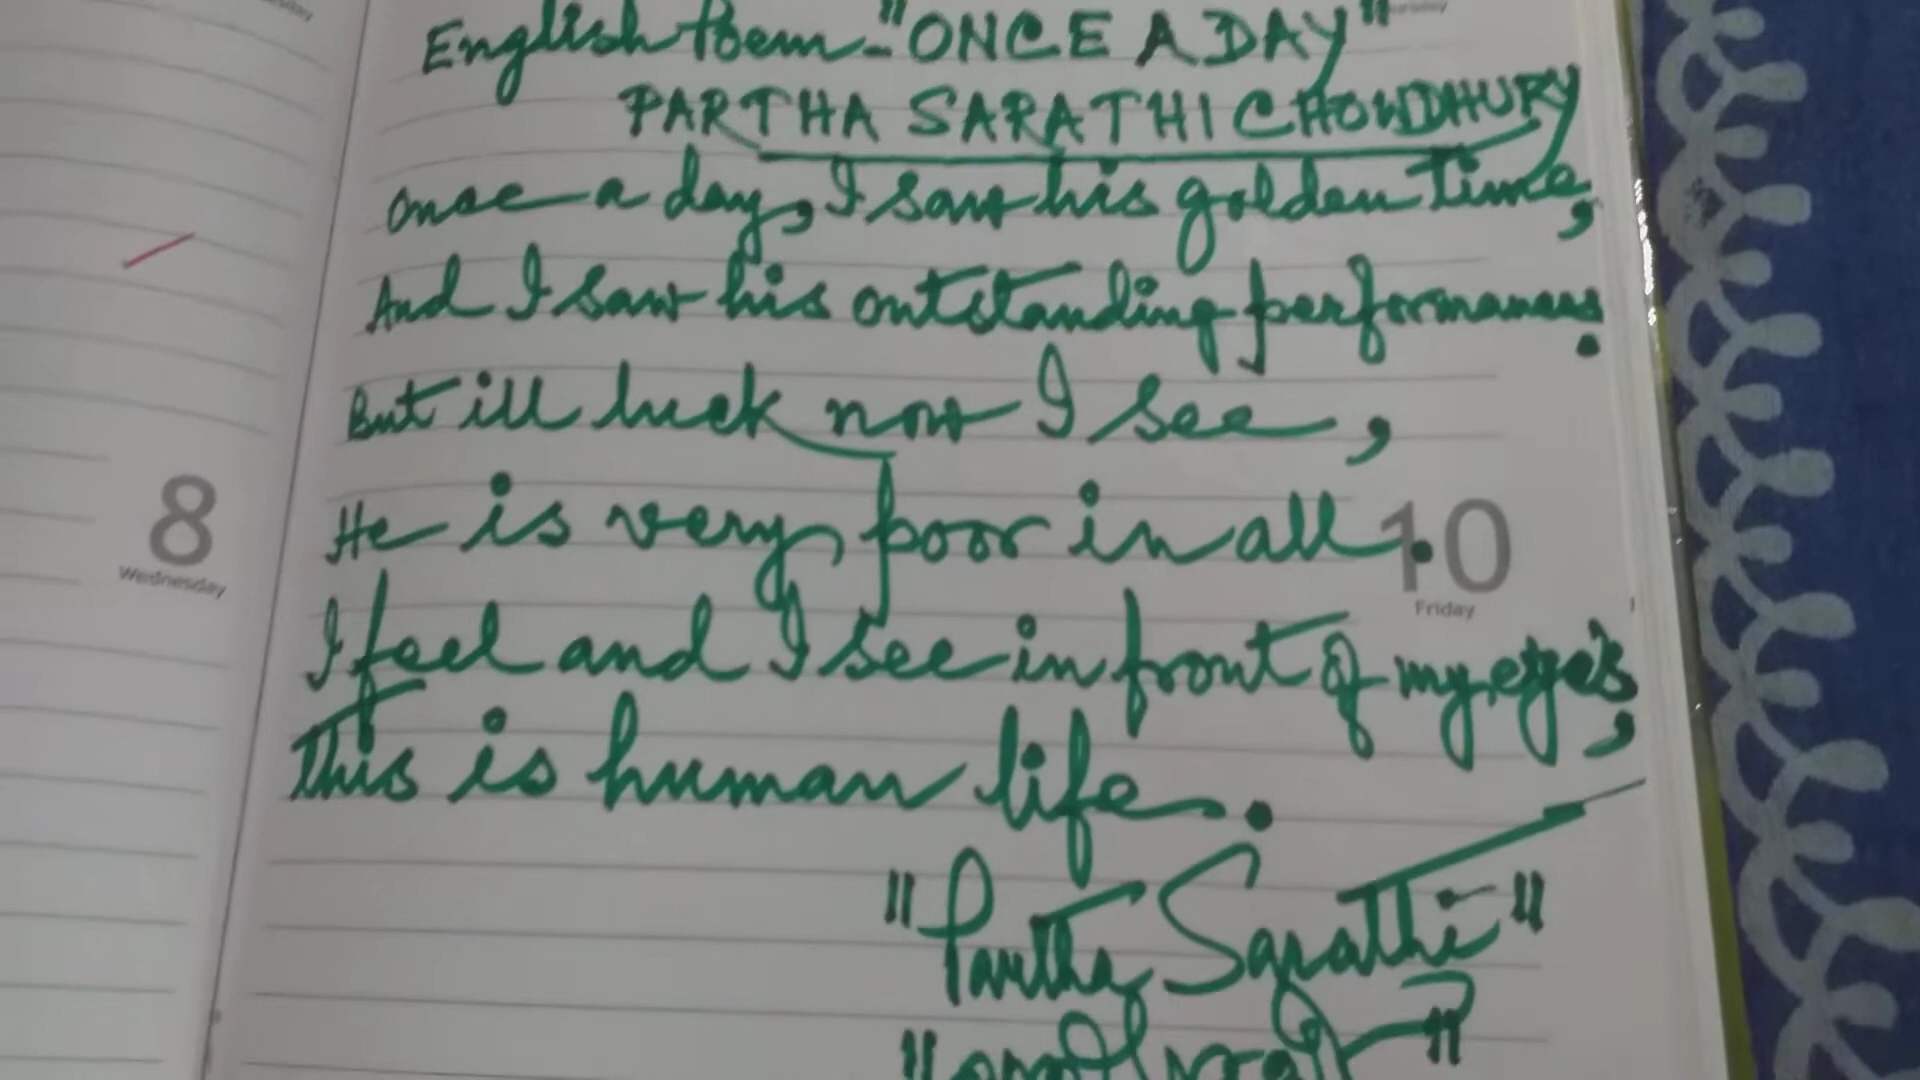 English Poem - "ONCE A DAY"
PARTHA SARATHI CHOWDHURY
Once a day, I saw his golden time,
And I saw his outstanding performances.
But ill luck now I see,
He is very poor in all.
I feel and I see in front of my eyes,
This is human life.
"Partha Sarathi"
8
Wednesday
10
Friday